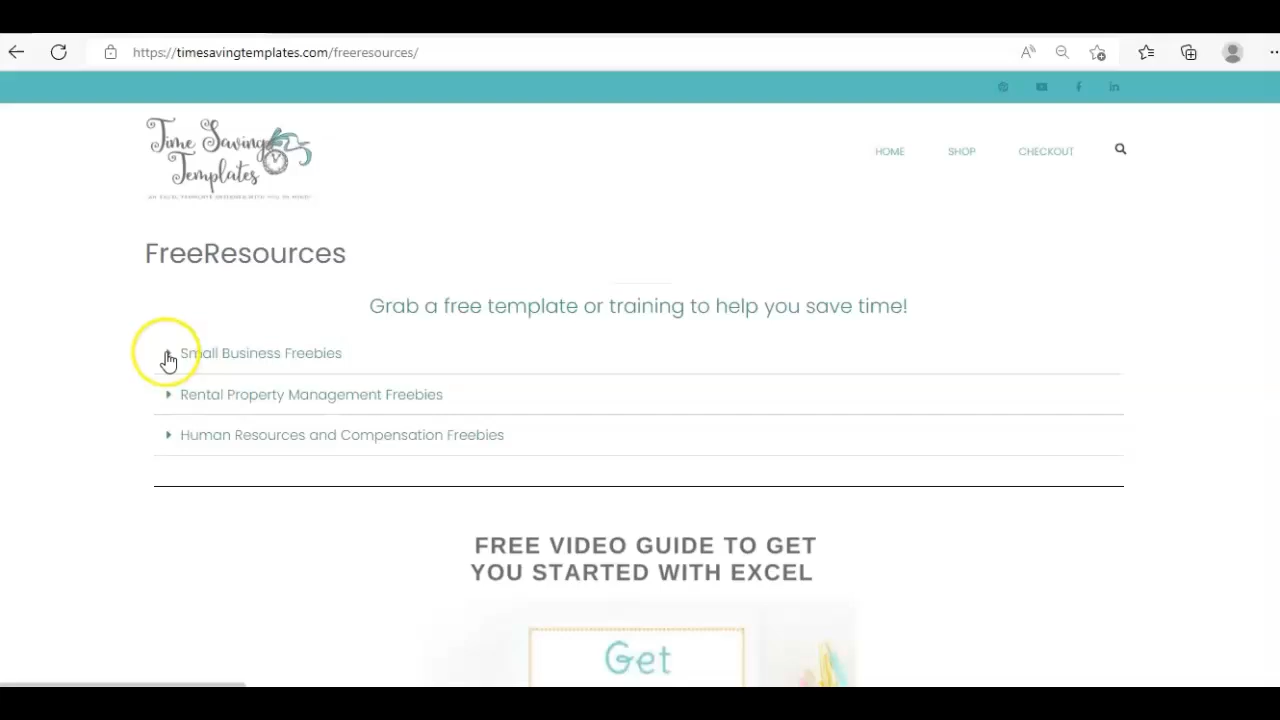 https://timesavingtemplates.com/freeresources/
Time Saving
Templates
HOME
SHOP
CHECKOUT
FreeResources
Grab a free template or training to help you save time!
Small Business Freebies
Rental Property Management Freebies
Human Resources and Compensation Freebies
FREE VIDEO GUIDE TO GET
YOU STARTED WITH EXCEL
Get